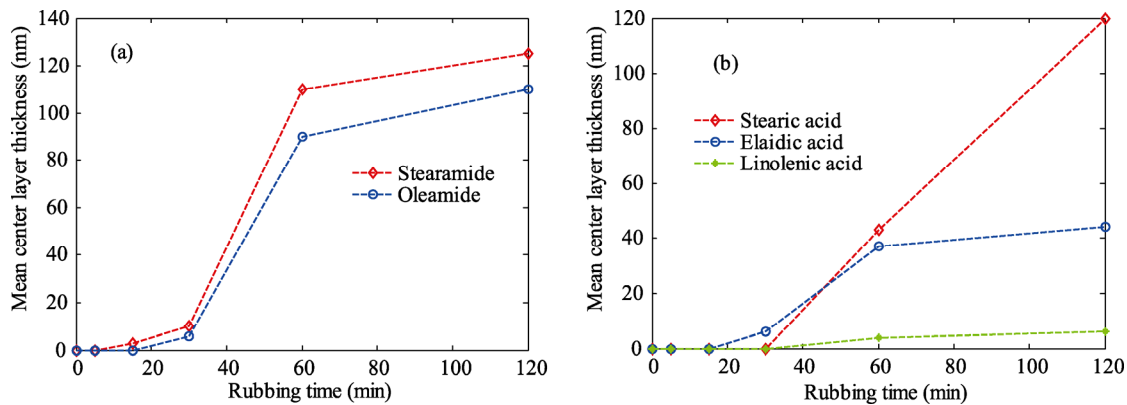 140
120
100
80
60
40
20
0
Mean center layer thickness (nm)
(a)
Stearamide
Oleamide
0 20 40 60 80 100 120
Rubbing time (min)
120
100
80
60
40
20
0
Mean center layer thickness (nm)
(b)
Stearic acid
Elaidic acid
Linolenic acid
0 20 40 60 80 100 120
Rubbing time (min)